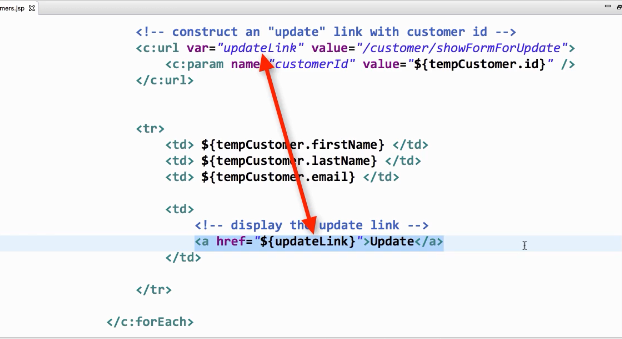 mers.jsp
<!-- construct an "update" link with customer id -->
<c:url var="updateLink" value="/customer/showFormForUpdate">
<c:param name="customerId" value="${tempCustomer.id}" />
</c:url>
<tr>
<td> ${tempCustomer.firstName} </td>
<td> ${tempCustomer.lastName} </td>
<td> ${tempCustomer.email} </td>
<td>
<!-- display the update link -->
<a href="${updateLink}">Update</a>
</td>
</tr>
</c:forEach>